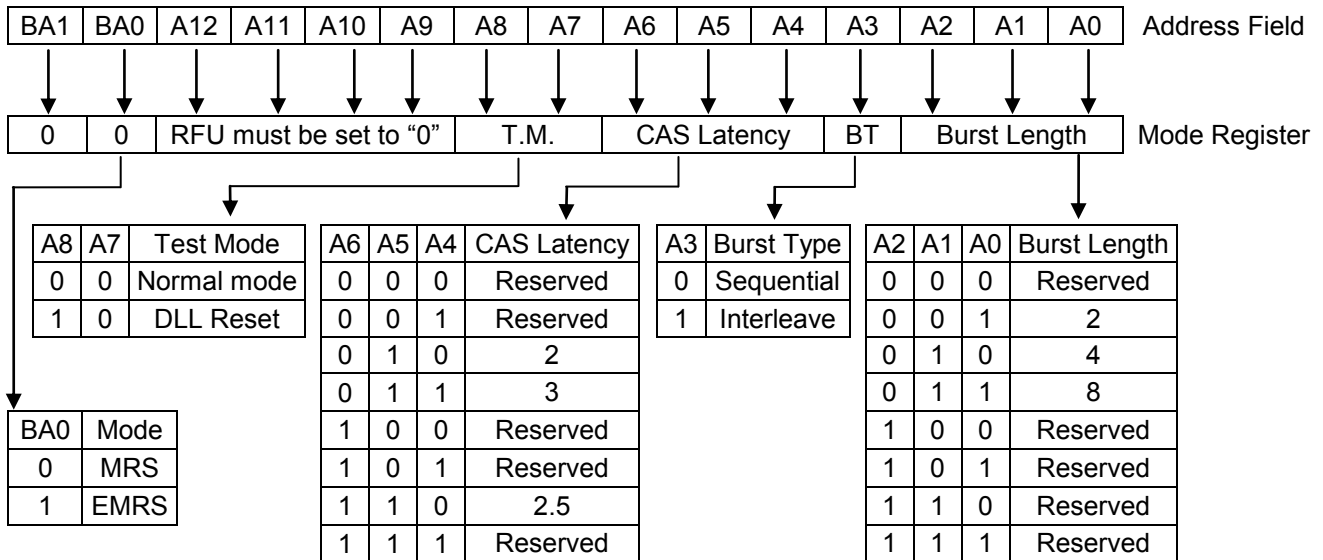 BA1 BA0 A12 A11 A10 A9 A8 A7 A6 A5 A4 A3 A2 A1 A0 Address Field
0 0 RFU must be set to “0” T.M. CAS Latency BT Burst Length Mode Register
A8 A7 Test Mode
0 0 Normal mode
1 0 DLL Reset
A6 A5 A4 CAS Latency
0 0 0 Reserved
0 0 1 Reserved
0 1 0 2
0 1 1 3
1 0 0 Reserved
1 0 1 Reserved
1 1 0 2.5
1 1 1 Reserved
A3 Burst Type
0 Sequential
1 Interleave
A2 A1 A0 Burst Length
0 0 0 Reserved
0 0 1 2
0 1 0 4
0 1 1 8
1 0 0 Reserved
1 0 1 Reserved
1 1 0 Reserved
1 1 1 Reserved
BA0 Mode
0 MRS
1 EMRS